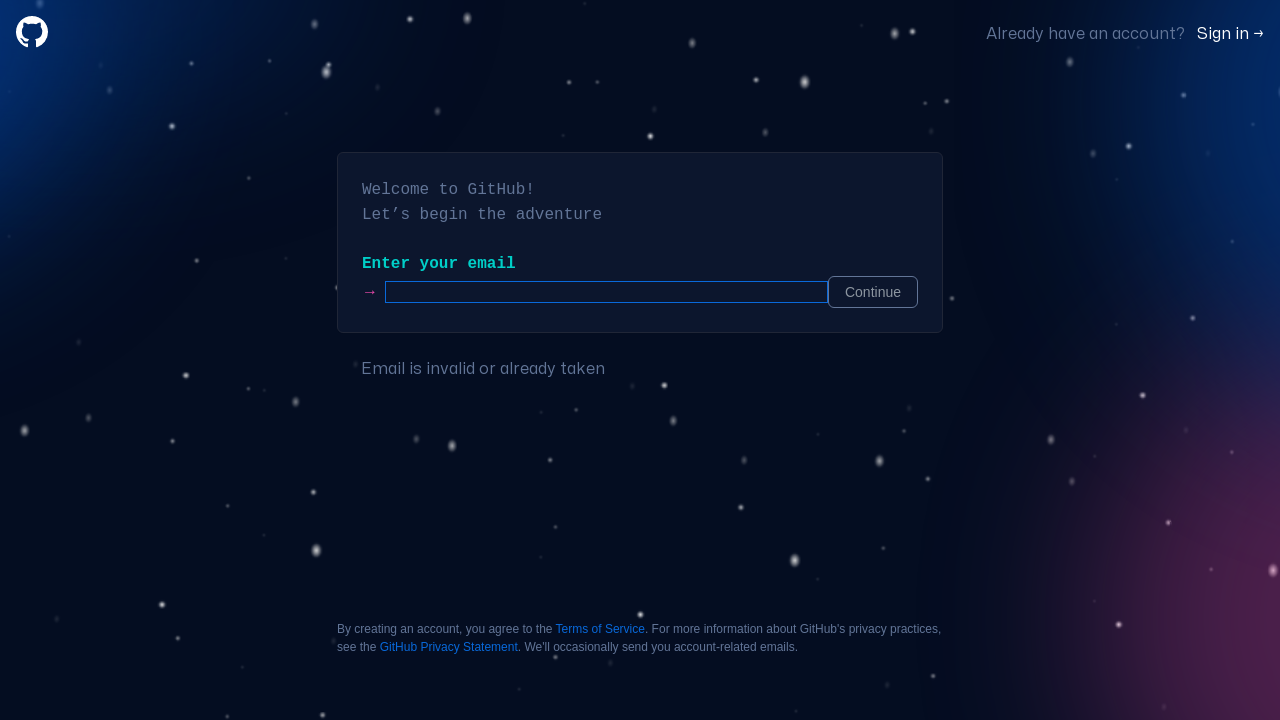 Already have an account? Sign in →
Welcome to GitHub!
Let’s begin the adventure
Enter your email
→
Continue
Email is invalid or already taken
By creating an account, you agree to the Terms of Service. For more information about GitHub's privacy practices,
see the GitHub Privacy Statement. We'll occasionally send you account-related emails.